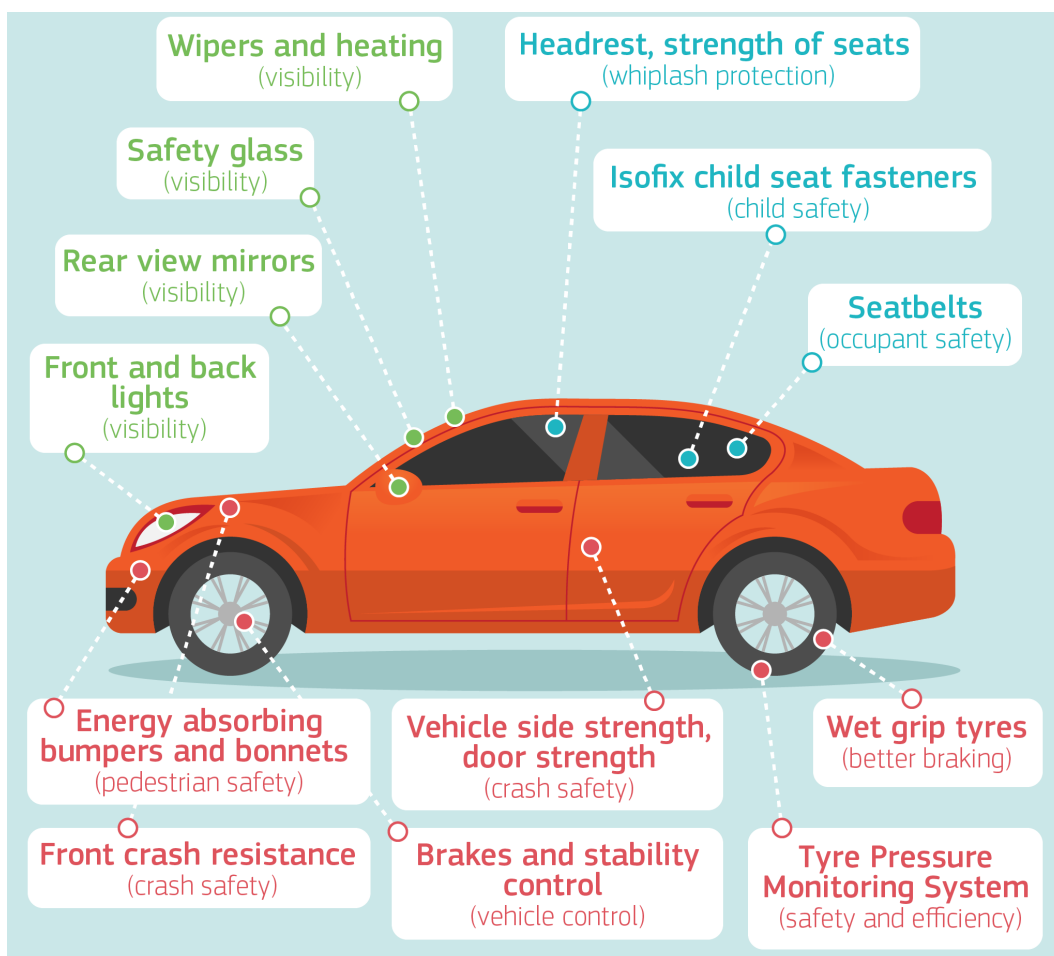 Wipers and heating
(visibility)
Headrest, strength of seats
(whiplash protection)
Safety glass
(visibility)
Isofix child seat fasteners
(child safety)
Rear view mirrors
(visibility)
Seatbelts
(occupant safety)
Front and back
lights
(visibility)
Energy absorbing
bumpers and bonnets
(pedestrian safety)
Vehicle side strength,
door strength
(crash safety)
Wet grip tyres
(better braking)
Front crash resistance
(crash safety)
Brakes and stability
control
(vehicle control)
Tyre Pressure
Monitoring System
(safety and efficiency)